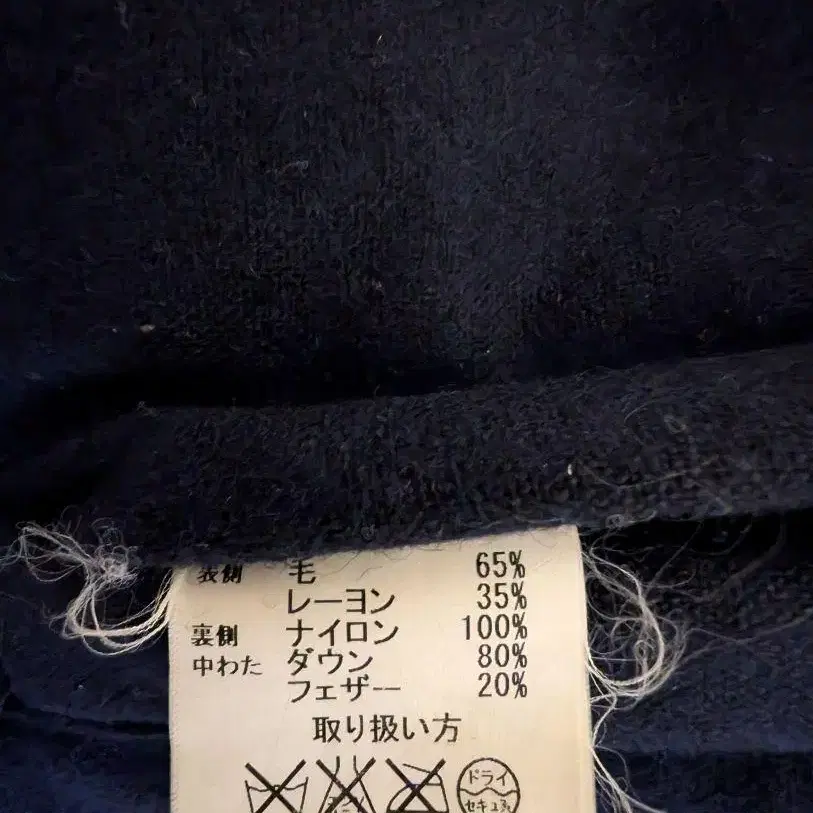 表側 毛 65%
レーヨン 35%
裏側 ナイロン 100%
中わた ダウン 80%
フェザー 20%
取り扱い方
ドライ
セキユ系